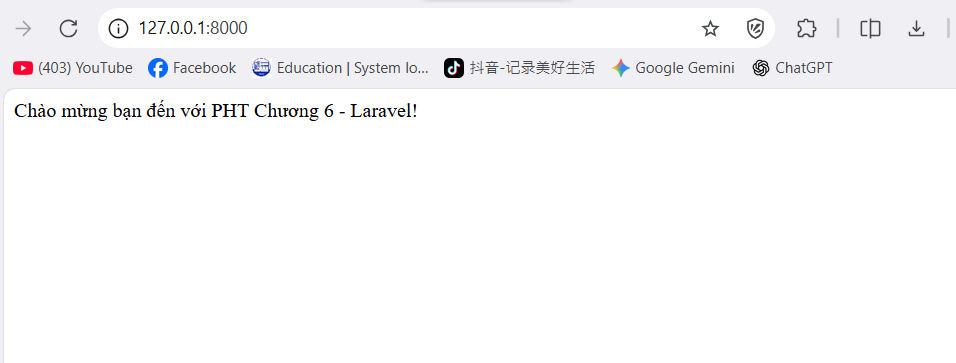 127.0.0.1:8000
(403) YouTube Facebook Education | System lo... 抖音-记录美好生活 Google Gemini ChatGPT
Chào mừng bạn đến với PHT Chương 6 - Laravel!